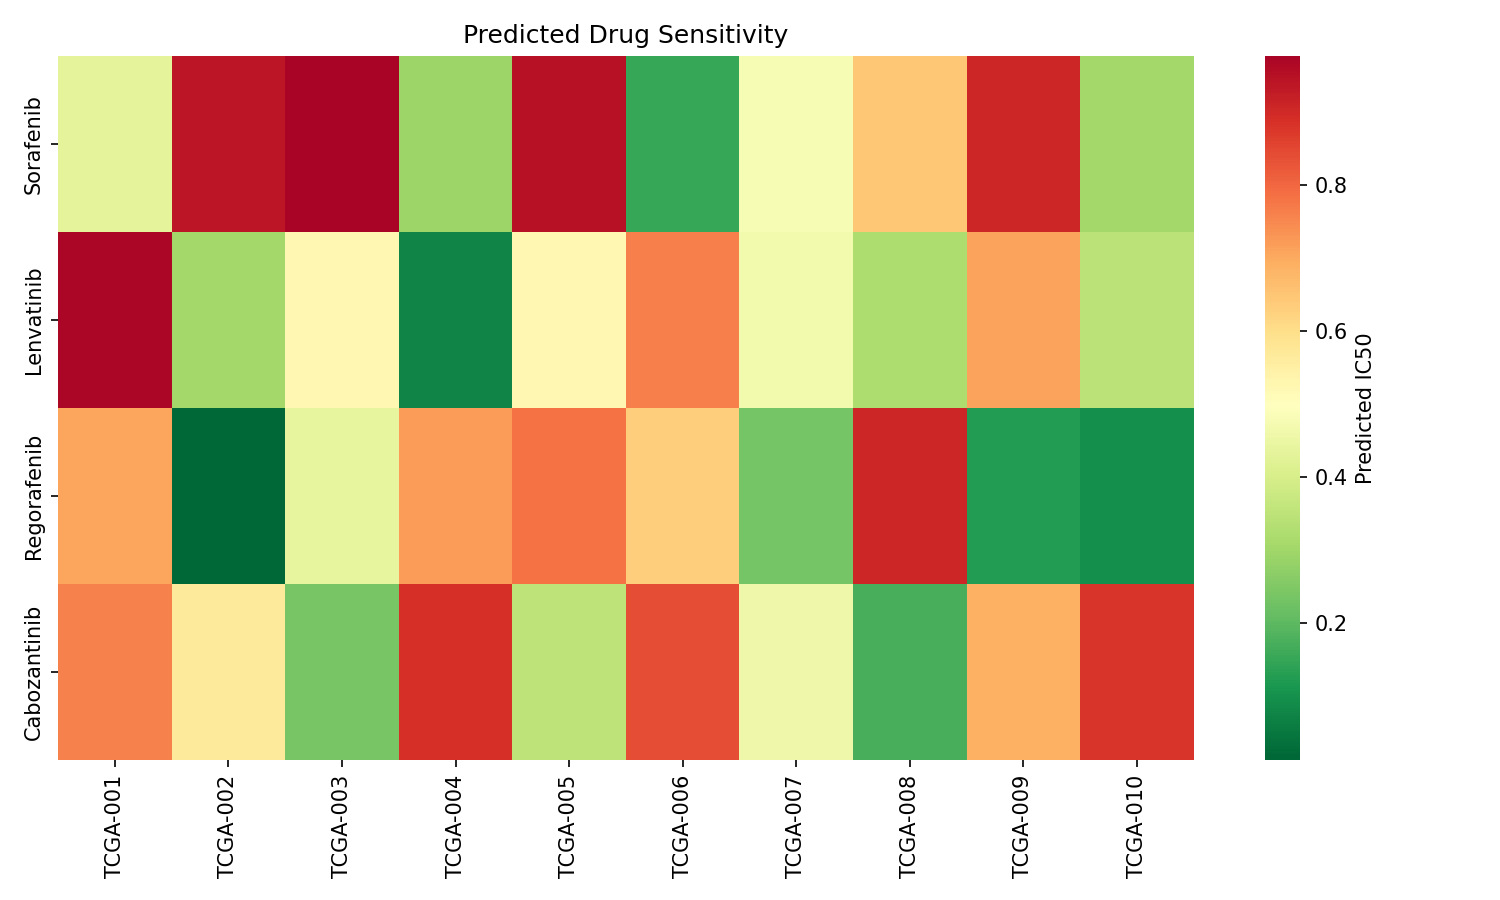 Predicted Drug Sensitivity
Sorafenib
Lenvatinib
Regorafenib
Cabozantinib
TCGA-001
TCGA-002
TCGA-003
TCGA-004
TCGA-005
TCGA-006
TCGA-007
TCGA-008
TCGA-009
TCGA-010
0.8
0.6
0.4
0.2
Predicted IC50